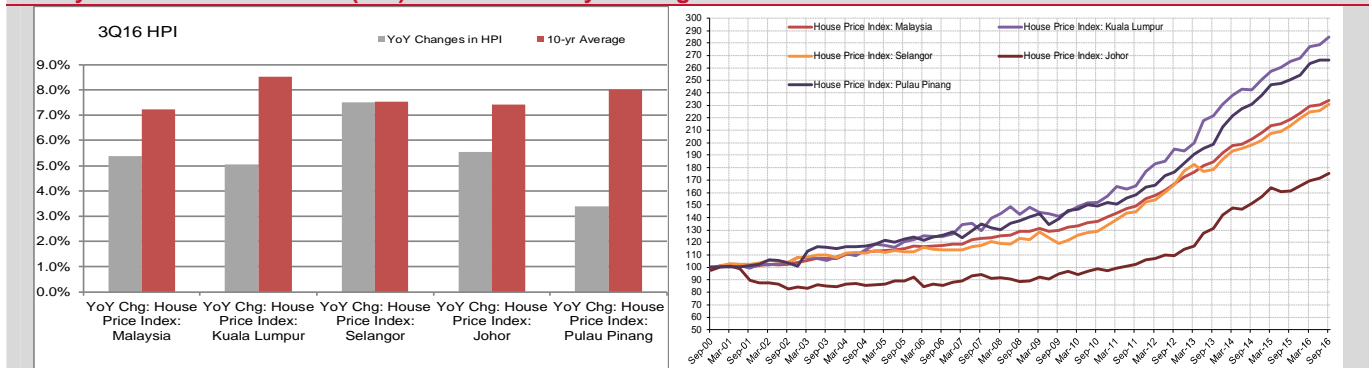 3Q16 HPI
YoY Changes in HPI
10-yr Average
9.0%
8.0%
7.0%
6.0%
5.0%
4.0%
3.0%
2.0%
1.0%
0.0%
YoY Chg: House Price Index: Malaysia
YoY Chg: House Price Index: Kuala Lumpur
YoY Chg: House Price Index: Selangor
YoY Chg: House Price Index: Johor
YoY Chg: House Price Index: Pulau Pinang
House Price Index: Malaysia
House Price Index: Kuala Lumpur
House Price Index: Selangor
House Price Index: Johor
House Price Index: Pulau Pinang
300
290
280
270
260
250
240
230
220
210
200
190
180
170
160
150
140
130
120
110
100
90
80
70
60
50
Sep-00
Mar-01
Sep-01
Mar-02
Sep-02
Mar-03
Sep-03
Mar-04
Sep-04
Mar-05
Sep-05
Mar-06
Sep-06
Mar-07
Sep-07
Mar-08
Sep-08
Mar-09
Sep-09
Mar-10
Sep-10
Mar-11
Sep-11
Mar-12
Sep-12
Mar-13
Sep-13
Mar-14
Sep-14
Mar-15
Sep-15
Mar-16
Sep-16